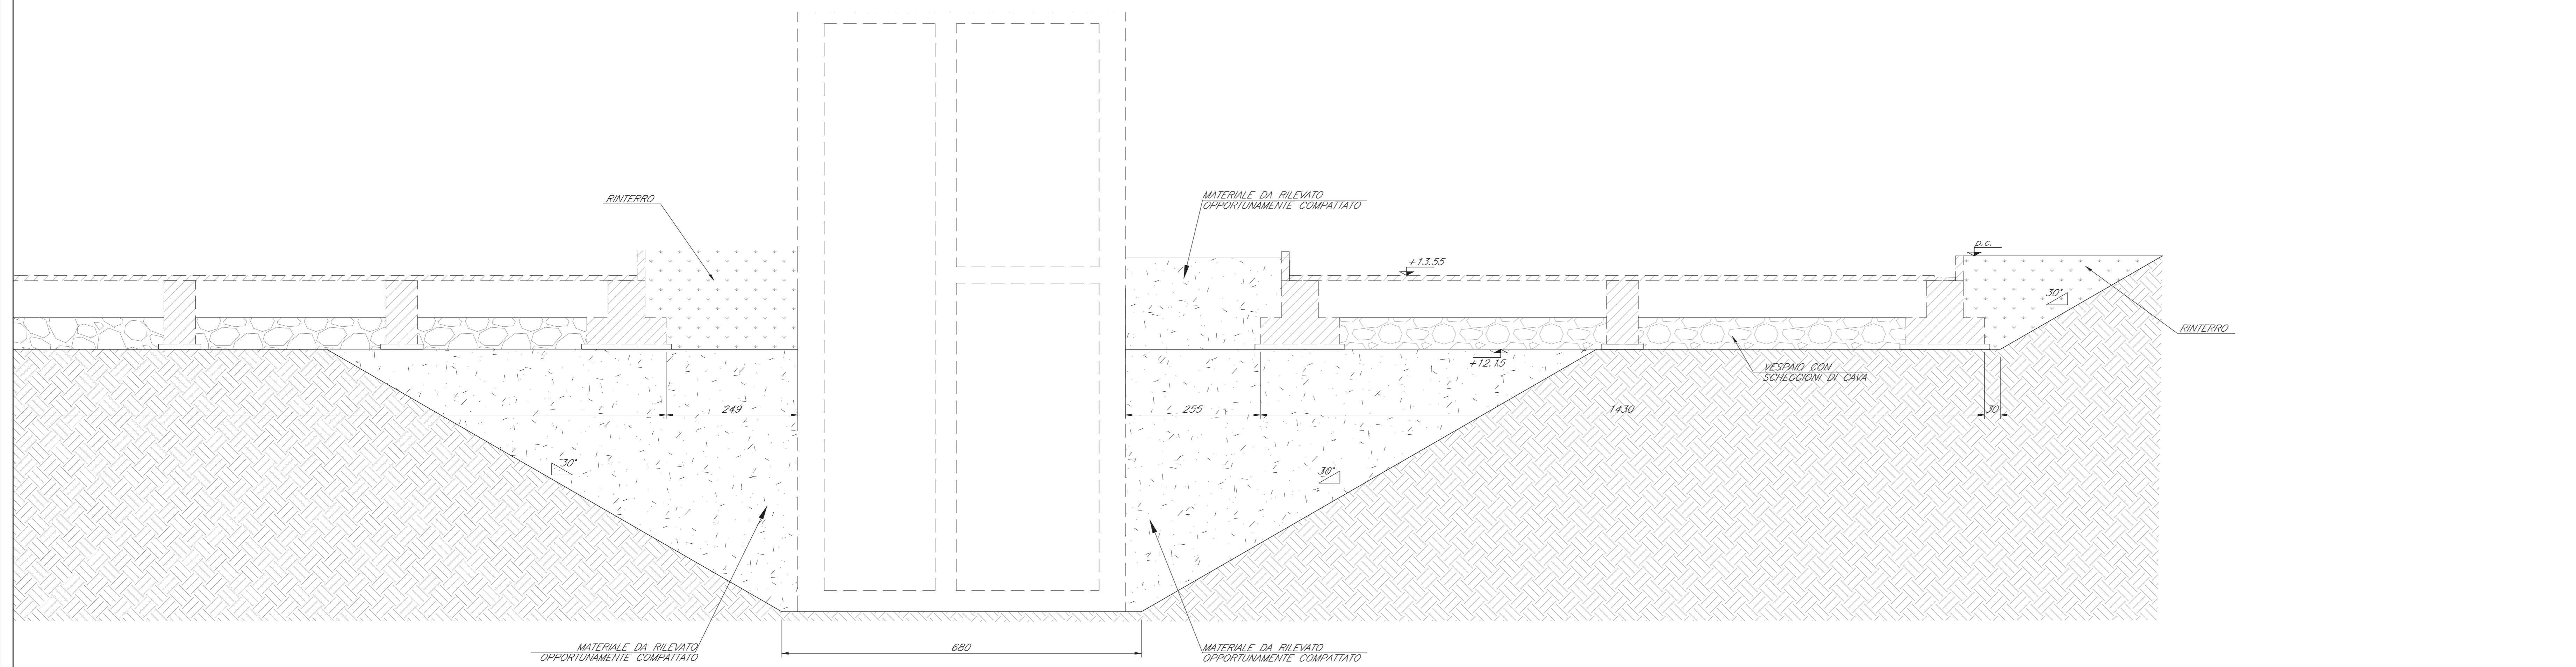 RINTERRO
MATERIALE DA RILEVATO
OPPORTUNAMENTE COMPATTATO
p.c.
+13.55
30°
RINTERRO
+12.15
VESPAIO CON
SCHEGGIONI DI CAVA
249
255
1430
30
30°
30°
MATERIALE DA RILEVATO
OPPORTUNAMENTE COMPATTATO
680
MATERIALE DA RILEVATO
OPPORTUNAMENTE COMPATTATO